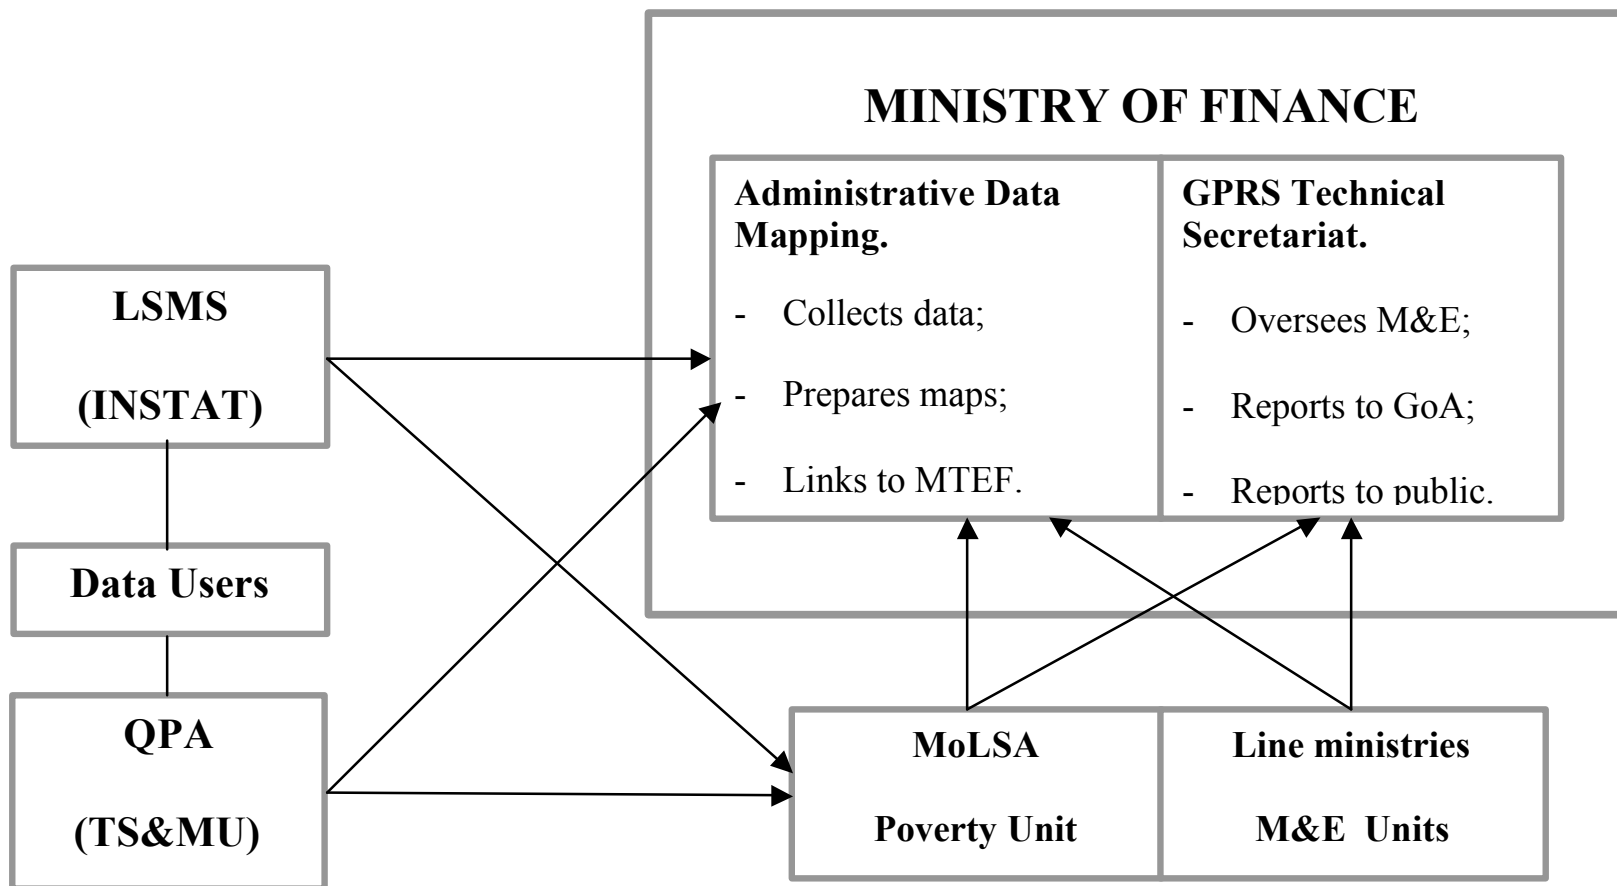 MINISTRY OF FINANCE
Administrative Data
Mapping.
- Collects data;
- Prepares maps;
- Links to MTEF.
GPRS Technical
Secretariat.
- Oversees M&E;
- Reports to GoA;
- Reports to public.
LSMS
(INSTAT)
Data Users
QPA
(TS&MU)
MoLSA
Poverty Unit
Line ministries
M&E Units